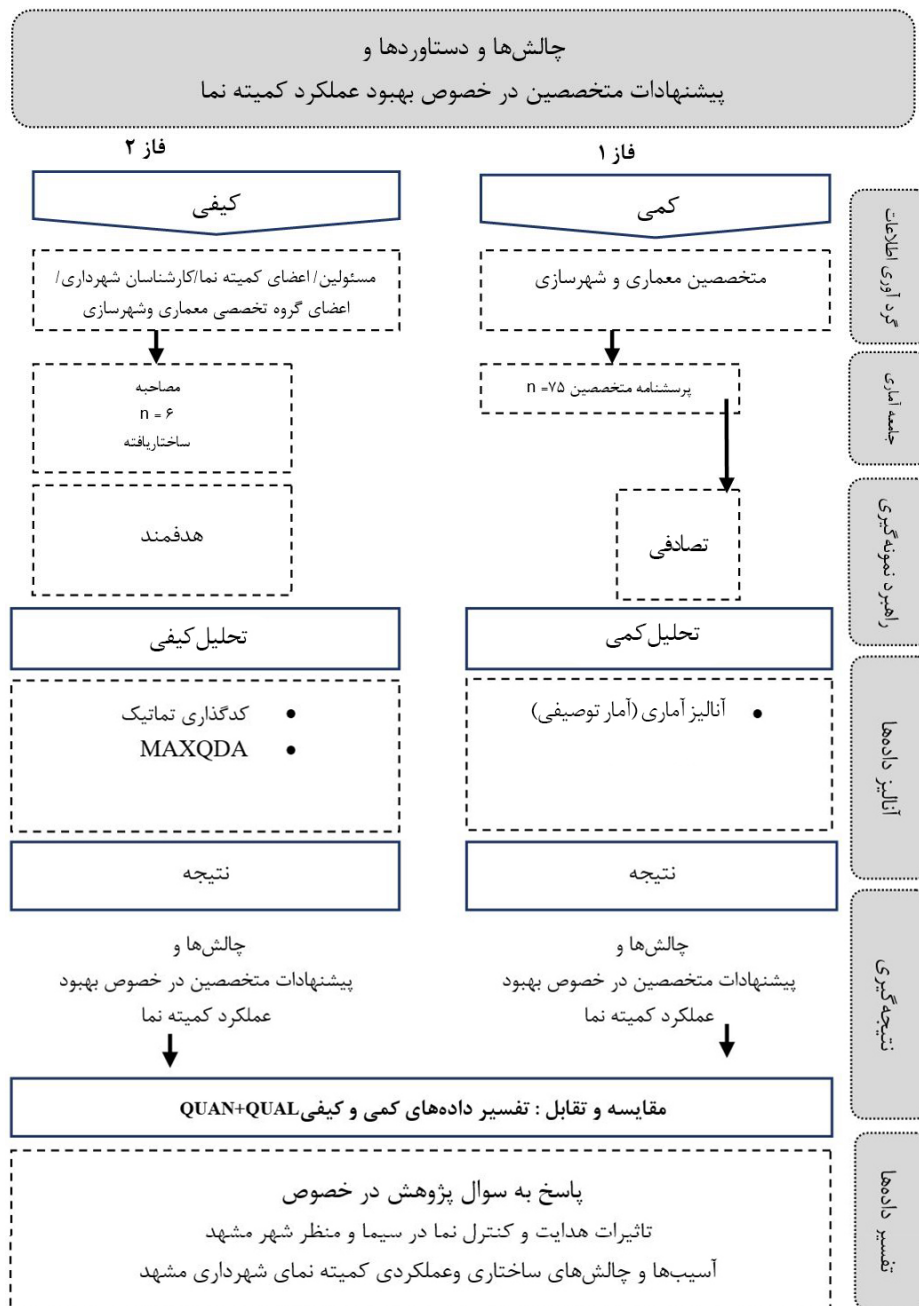 چالش‌ها و دستاوردها و
پیشنهادات متخصصین در خصوص بهبود عملکرد کمیته نما
فاز ۱
فاز ۲
کمی
کیفی
گرد آوری اطلاعات
متخصصین معماری و شهرسازی
مسئولین/ اعضای کمیته نما/کارشناسان شهرداری/
اعضای گروه تخصصی معماری وشهرسازی
جامعه آماری
پرسشنامه متخصصین n =۷۵
مصاحبه
n = ۶
ساختاریافته
راهبرد نمونه‌گیری
تصادفی
هدفمند
تحلیل کمی
تحلیل کیفی
آنالیز داده‌ها
• آنالیز آماری (آمار توصیفی)
• کدگذاری تماتیک
• MAXQDA
نتیجه
نتیجه
نتیجه‌گیری
چالش‌ها و
پیشنهادات متخصصین در خصوص بهبود
عملکرد کمیته نما
چالش‌ها و
پیشنهادات متخصصین در خصوص بهبود
عملکرد کمیته نما
مقایسه و تقابل : تفسیر داده‌های کمی و کیفی QUAN+QUAL
تفسیر داده‌ها
پاسخ به سوال پژوهش در خصوص
تاثیرات هدایت و کنترل نما در سیما و منظر شهر مشهد
آسیب‌ها و چالش‌های ساختاری وعملکردی کمیته نمای شهرداری مشهد